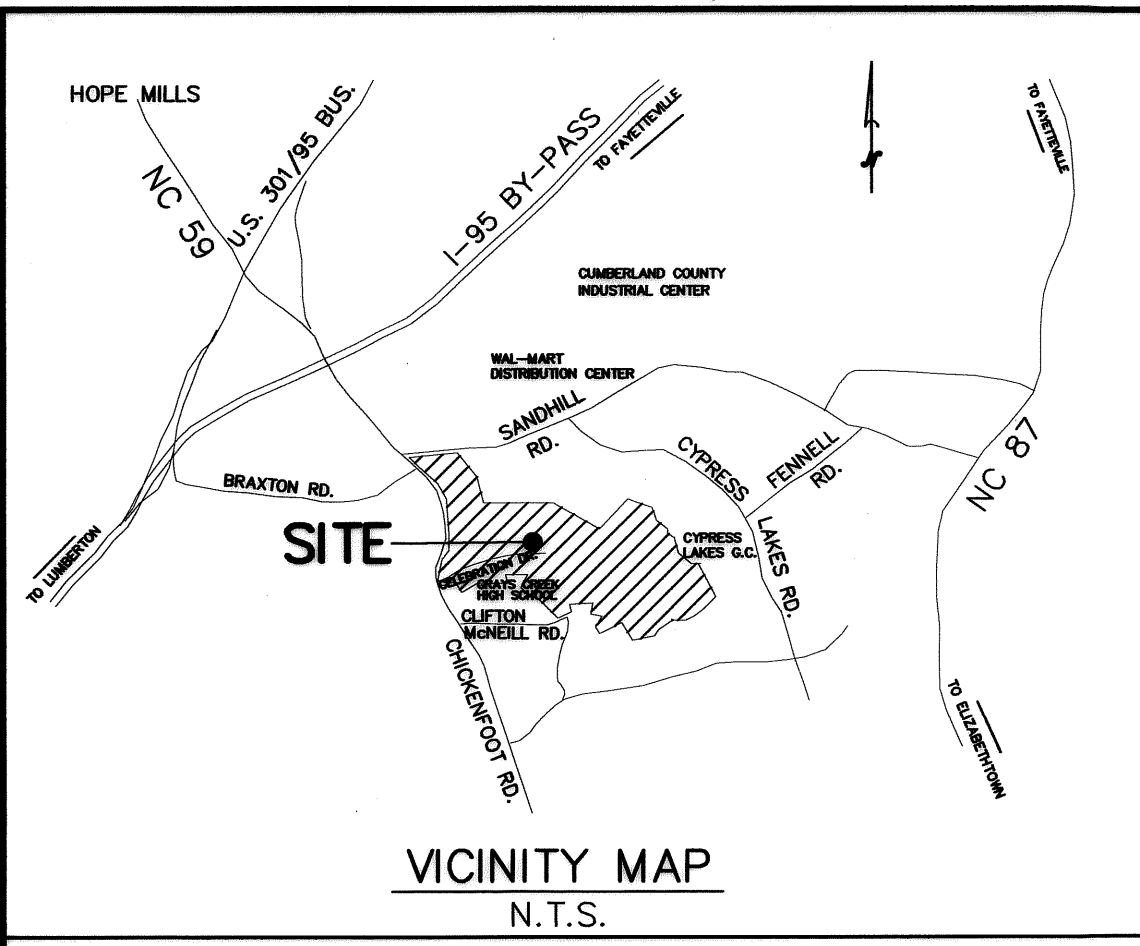 HOPE MILLS
NC 59
U.S. 301/95 BUS.
I-95 BY-PASS
TO FAYETTEVILLE
N
TO FAYETTEVILLE
CUMBERLAND COUNTY
INDUSTRIAL CENTER
WAL-MART
DISTRIBUTION CENTER
SANDHILL
RD.
CYPRESS
LAKES RD.
FENNELL
RD.
NC 87
BRAXTON RD.
SITE
CYPRESS
LAKES G.C.
TO LUMBERTON
CELEBRATION DR.
GRAYS CREEK
HIGH SCHOOL
CLIFTON
McNEILL RD.
CHICKENFOOT RD.
TO ELIZABETHTOWN
VICINITY MAP
N.T.S.